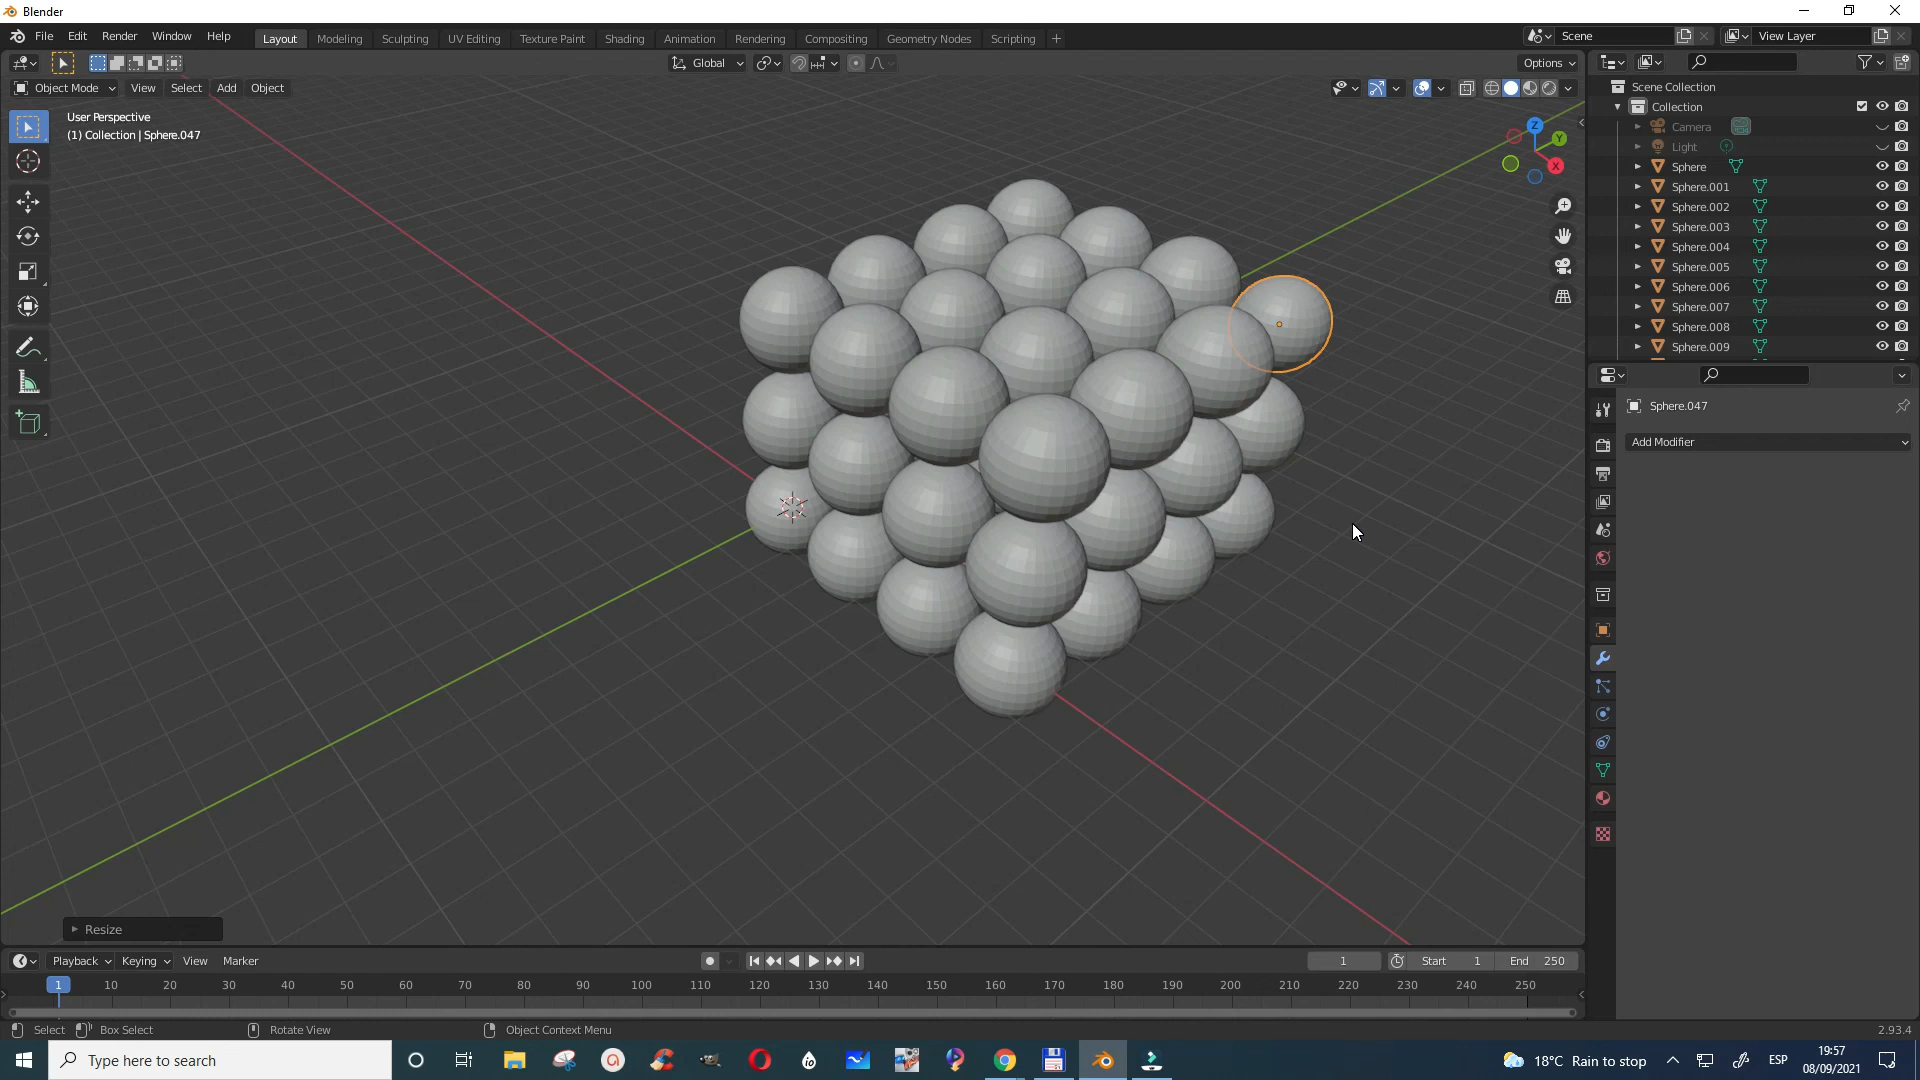 Blender
File Edit Render Window Help
Layout Modeling Sculpting UV Editing Texture Paint Shading Animation Rendering Compositing Geometry Nodes Scripting +
Scene
View Layer
Global
Options
Object Mode View Select Add Object
User Perspective
(1) Collection | Sphere.047
Z
Y
X
Scene Collection
Collection
Camera
Light
Sphere
Sphere.001
Sphere.002
Sphere.003
Sphere.004
Sphere.005
Sphere.006
Sphere.007
Sphere.008
Sphere.009
Sphere.047
Add Modifier
Resize
Playback Keying View Marker
1
Start 1
End 250
1 10 20 30 40 50 60 70 80 90 100 110 120 130 140 150 160 170 180 190 200 210 220 230 240 250
Select Box Select Rotate View Object Context Menu
2.93.4
Type here to search
io
18°C Rain to stop
ESP
19:57
08/09/2021